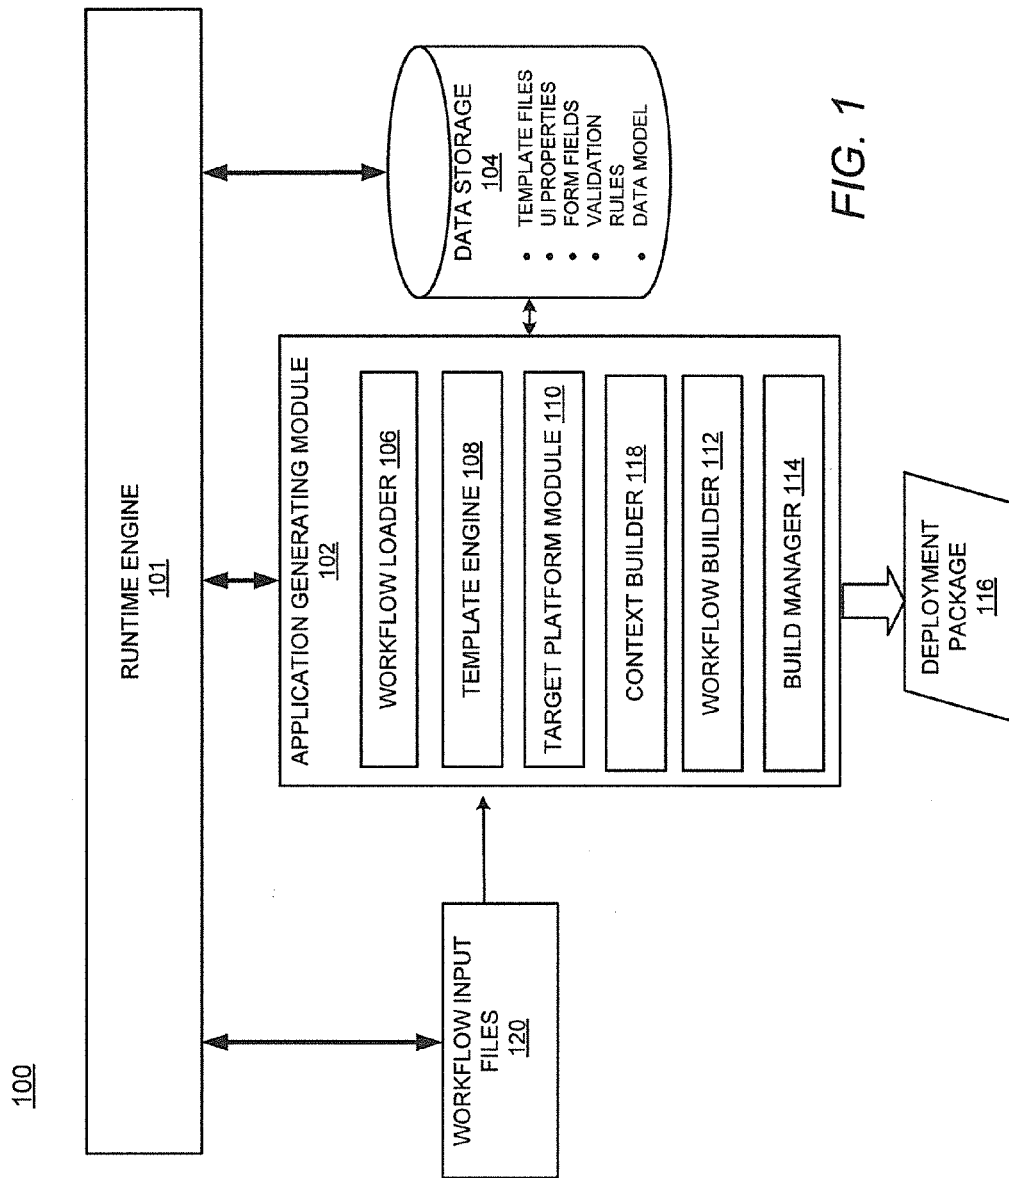 100
RUNTIME ENGINE
101
WORKFLOW INPUT
FILES
120
APPLICATION GENERATING MODULE
102
WORKFLOW LOADER 106
TEMPLATE ENGINE 108
TARGET PLATFORM MODULE 110
CONTEXT BUILDER 118
WORKFLOW BUILDER 112
BUILD MANAGER 114
DATA STORAGE
104
• TEMPLATE FILES
• UI PROPERTIES
• FORM FIELDS
• VALIDATION
RULES
• DATA MODEL
DEPLOYMENT
PACKAGE
116
FIG. 1